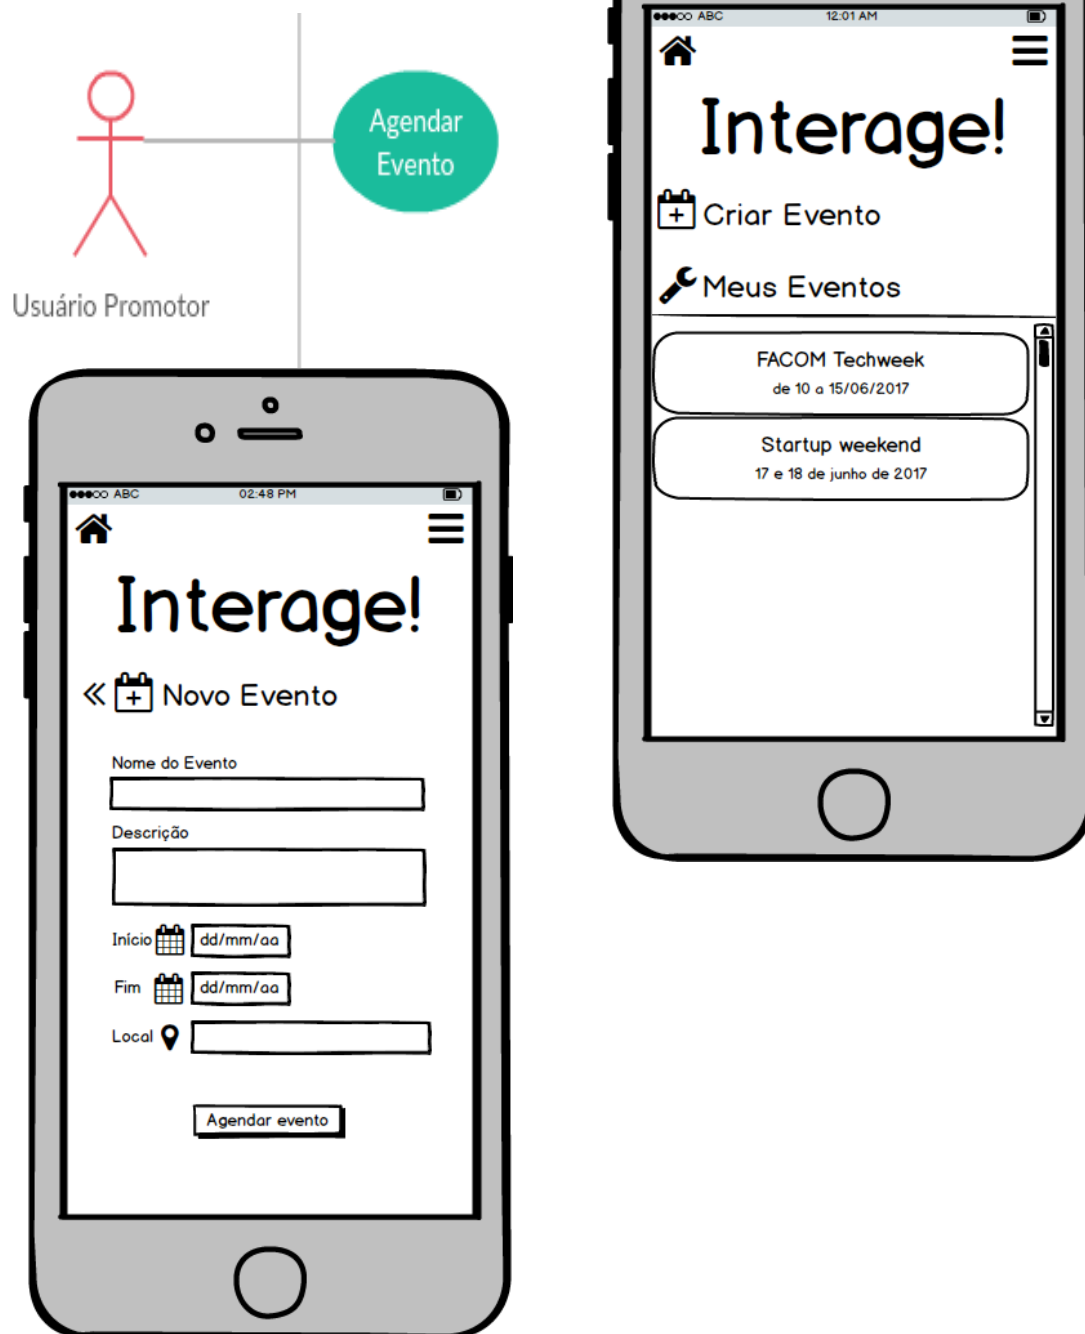 Agendar
Evento
Usuário Promotor
ABC 02:48 PM
Interage!
Novo Evento
Nome do Evento
Descrição
Início dd/mm/aa
Fim dd/mm/aa
Local
Agendar evento
ABC 12:01 AM
Interage!
Criar Evento
Meus Eventos
FACOM Techweek
de 10 a 15/06/2017
Startup weekend
17 e 18 de junho de 2017